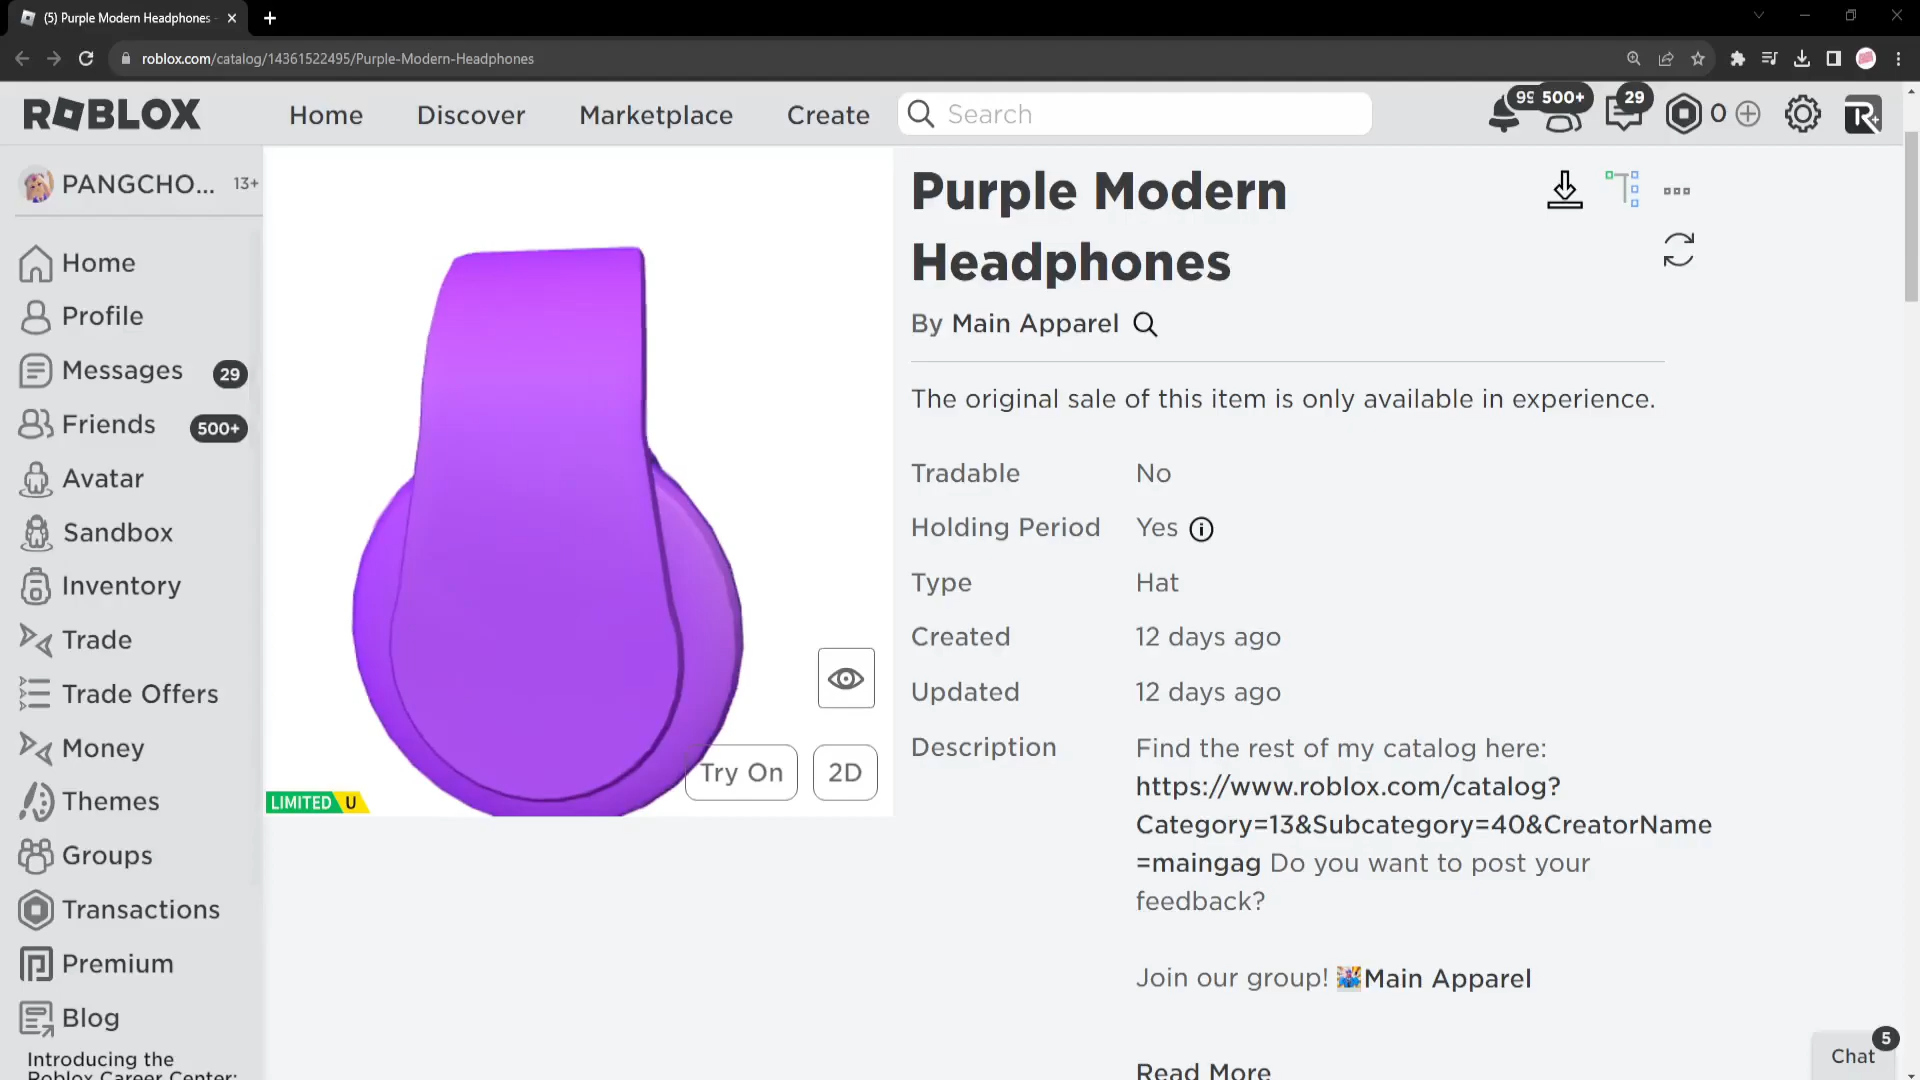 (5) Purple Modern Headphones -
roblox.com/catalog/14361522495/Purple-Modern-Headphones
ROBLOX
Home
Discover
Marketplace
Create
Search
99
500+
29
0
PANGCHO...
13+
Home
Profile
Messages
29
Friends
500+
Avatar
Sandbox
Inventory
Trade
Trade Offers
Money
Themes
Groups
Transactions
Premium
Blog
Introducing the
Roblox Career Center:
Try On
2D
LIMITED U
Purple Modern
Headphones
By Main Apparel
The original sale of this item is only available in experience.
Tradable No
Holding Period Yes
Type Hat
Created 12 days ago
Updated 12 days ago
Description Find the rest of my catalog here:
https://www.roblox.com/catalog?
Category=13&Subcategory=40&CreatorName
=maingag Do you want to post your
feedback?
Join our group! Main Apparel
Read More
Chat
5